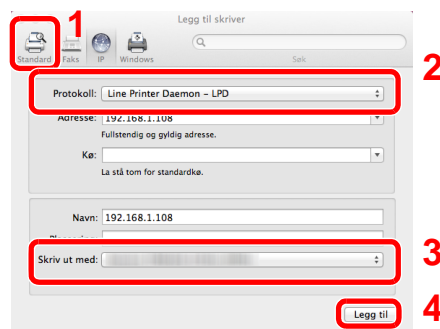 1
Legg til skriver
Standard Faks IP Windows Søk
2
Protokoll: Line Printer Daemon – LPD
Adresse: 192.168.1.108
Fullstendig og gyldig adresse.
Kø:
La stå tom for standardkø.
Navn: 192.168.1.108
3
Skriv ut med:
Legg til
4